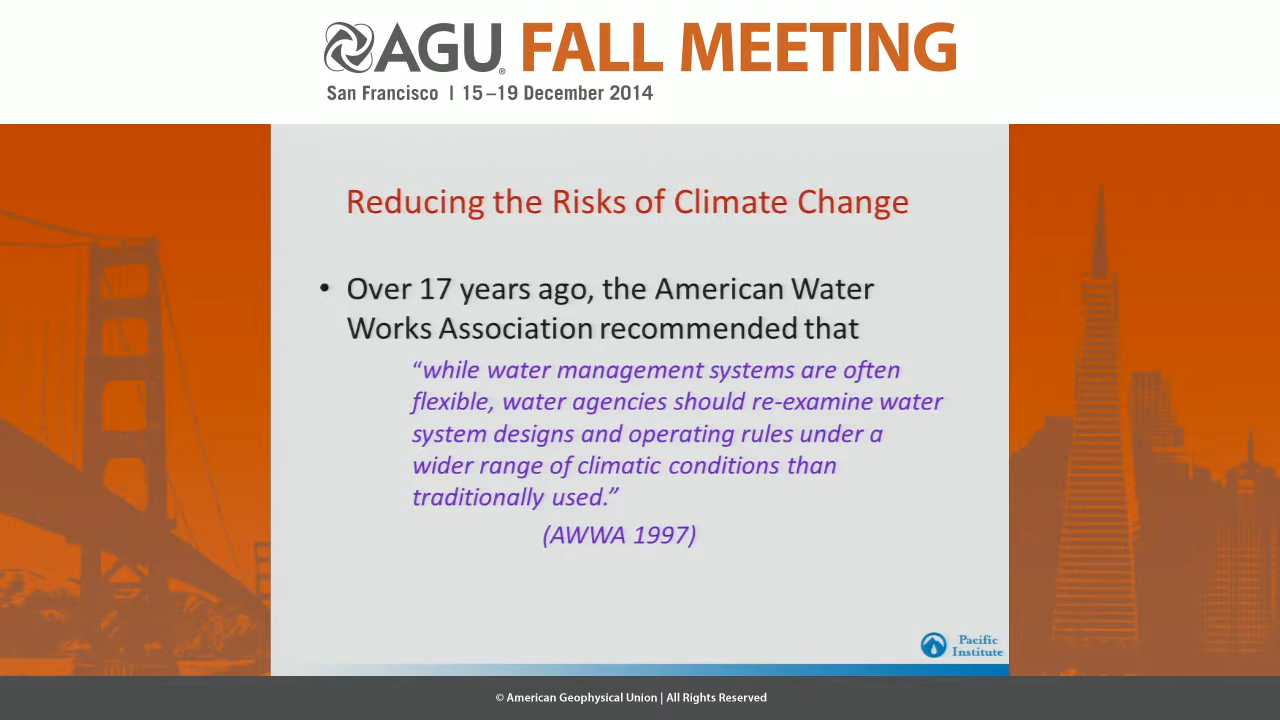 AGU® FALL MEETING
San Francisco | 15–19 December 2014
Reducing the Risks of Climate Change
• Over 17 years ago, the American Water
Works Association recommended that
“while water management systems are often
flexible, water agencies should re-examine water
system designs and operating rules under a
wider range of climatic conditions than
traditionally used.”
(AWWA 1997)
Pacific
Institute
© American Geophysical Union | All Rights Reserved